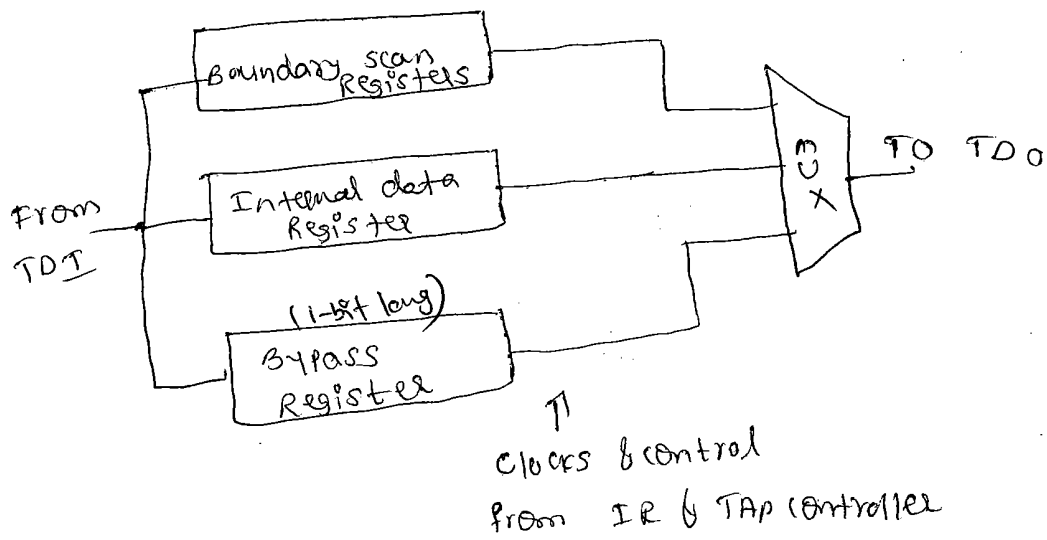 Boundary scan
Registers
Internal data
Register
From
TDI
(1-bit long)
Bypass
Register
MUX
TO TDO
Clocks & control
from IR & TAP controller